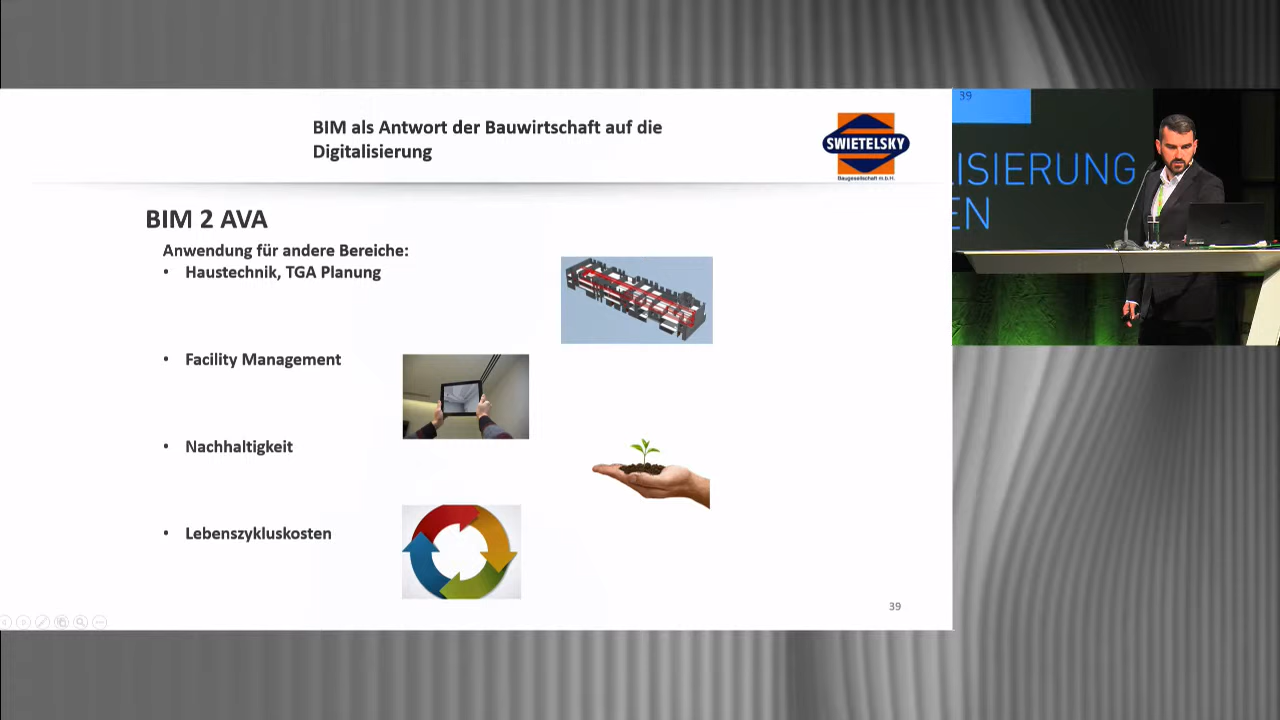 BIM als Antwort der Bauwirtschaft auf die
Digitalisierung
SWIETELSKY
Baugesellschaft m.b.H.
BIM 2 AVA
Anwendung für andere Bereiche:
• Haustechnik, TGA Planung
• Facility Management
• Nachhaltigkeit
• Lebenszykluskosten
39
39
ISIERUNG
EN